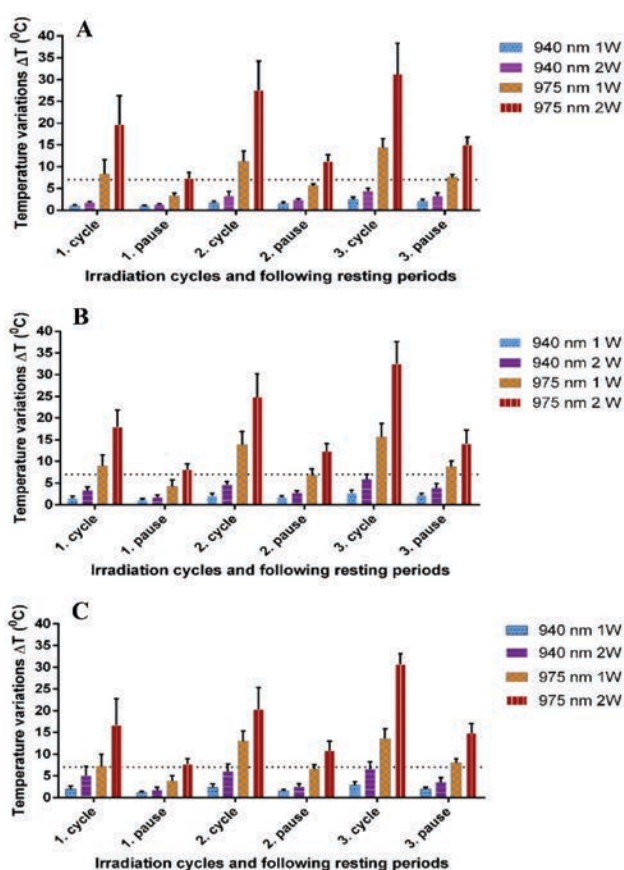 A
Temperature variations ΔT (⁰C)
40
35
30
25
20
15
10
5
0
1. cycle
1. pause
2. cycle
2. pause
3. cycle
3. pause
Irradiation cycles and following resting periods
940 nm 1W
940 nm 2W
975 nm 1W
975 nm 2W
B
Temperature variations ΔT (⁰C)
40
35
30
25
20
15
10
5
0
1. cycle
1. pause
2. cycle
2. pause
3. cycle
3. pause
Irradiation cycles and following resting periods
940 nm 1 W
940 nm 2 W
975 nm 1 W
975 nm 2 W
C
Temperature variations ΔT (⁰C)
40
35
30
25
20
15
10
5
0
1. cycle
1. pause
2. cycle
2. pause
3. cycle
3. pause
Irradiation cycles and following resting periods
940 nm 1W
940 nm 2W
975 nm 1W
975 nm 2W